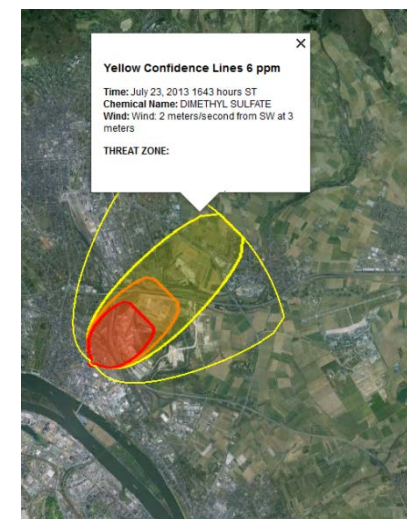 Yellow Confidence Lines 6 ppm
Time: July 23, 2013 1643 hours ST
Chemical Name: DIMETHYL SULFATE
Wind: Wind: 2 meters/second from SW at 3
meters
THREAT ZONE: